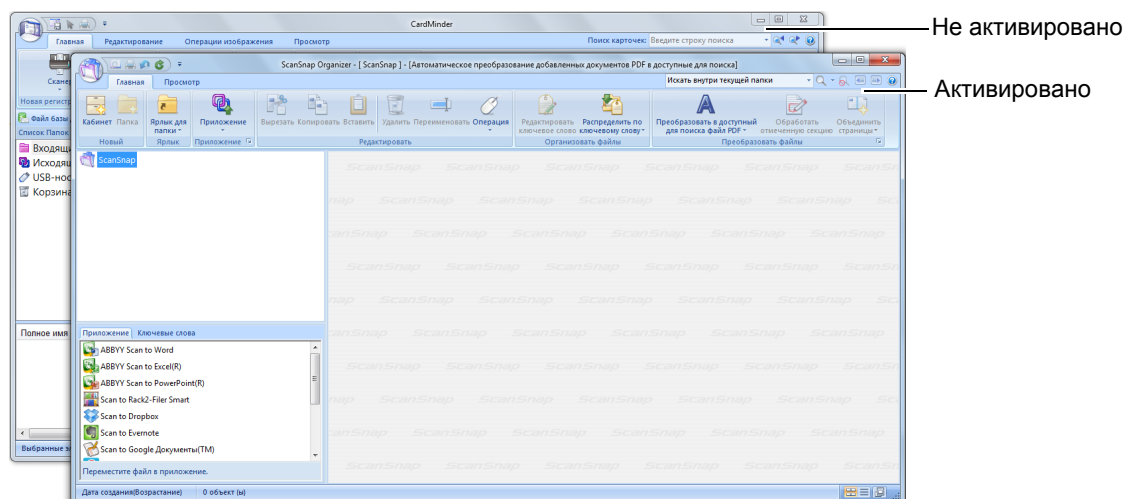 CardMinder
Не активировано
Главная Редактирование Операции изображения Просмотр Поиск карточек: Введите строку поиска
ScanSnap Organizer - [ ScanSnap ] - [Автоматическое преобразование добавленных документов PDF в доступные для поиска]
Главная Просмотр Искать внутри текущей папки
Активировано
Новая регистр
Файл базы
Список Папок
Входящ
Исходящ
USB-нос
Корзина
Полное имя
Выбранные э
Кабинет Папка Ярлык для папки Приложение Вырезать Копировать Вставить Удалить Переименовать Операция Редактировать ключевое слово Распределить по ключевому слову Преобразовать в доступный для поиска файл PDF Обработать отмеченную секцию Объединить страницы
Новый Ярлык Приложение Редактировать Организовать файлы Преобразовать файлы
ScanSnap
Приложение Ключевые слова
ABBYY Scan to Word
ABBYY Scan to Excel(R)
ABBYY Scan to PowerPoint(R)
Scan to Rack2-Filer Smart
Scan to Dropbox
Scan to Evernote
Scan to Google Документы(TM)
Переместите файл в приложение.
Дата создания(Возрастание) 0 объект (ы)